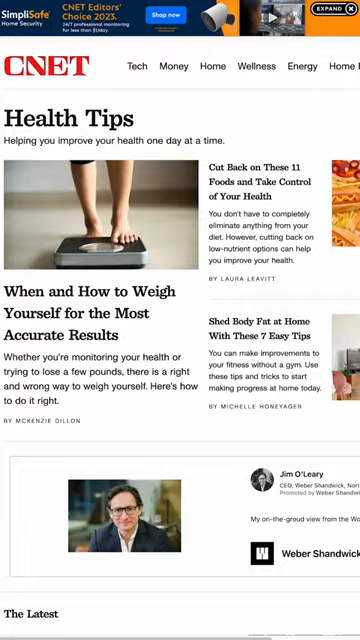 SimpliSafe
Home Security
CNET Editors'
Choice 2023.
24/7 professional monitoring
for less than $1/day.
Shop now
EXPAND
CNET
Tech Money Home Wellness Energy Home I
Health Tips
Helping you improve your health one day at a time.
When and How to Weigh
Yourself for the Most
Accurate Results
Whether you're monitoring your health or
trying to lose a few pounds, there is a right
and wrong way to weigh yourself. Here's how
to do it right.
BY MCKENZIE DILLON
Cut Back on These 11
Foods and Take Control
of Your Health
You don't have to completely
eliminate anything from your
diet. However, cutting back on
low-nutrient options can help
you improve your health.
BY LAURA LEAVITT
Shed Body Fat at Home
With These 7 Easy Tips
You can make improvements to
your fitness without a gym. Use
these tips and tricks to start
making progress at home today.
BY MICHELLE HONEYAGER
Jim O'Leary
CEO, Weber Shandwick, Nort
Promoted by Weber Shandwic
My on-the-groud view from the Wo
Weber Shandwick
The Latest